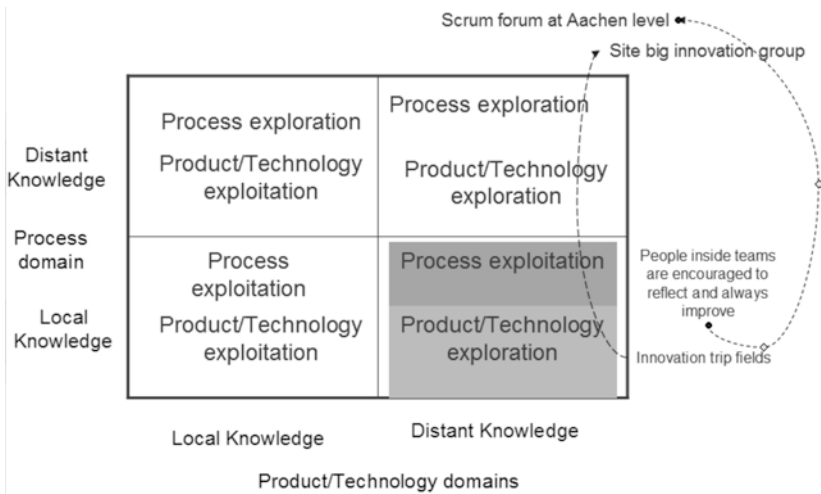 Scrum forum at Aachen level
Site big innovation group
Process exploration
Product/Technology
exploitation
Process exploration
Product/Technology
exploration
Distant
Knowledge
Process
domain
Local
Knowledge
Process
exploitation
Product/Technology
exploitation
Process exploitation
Product/Technology
exploration
People inside teams
are encouraged to
reflect and always
improve
Innovation trip fields
Local Knowledge
Distant Knowledge
Product/Technology domains